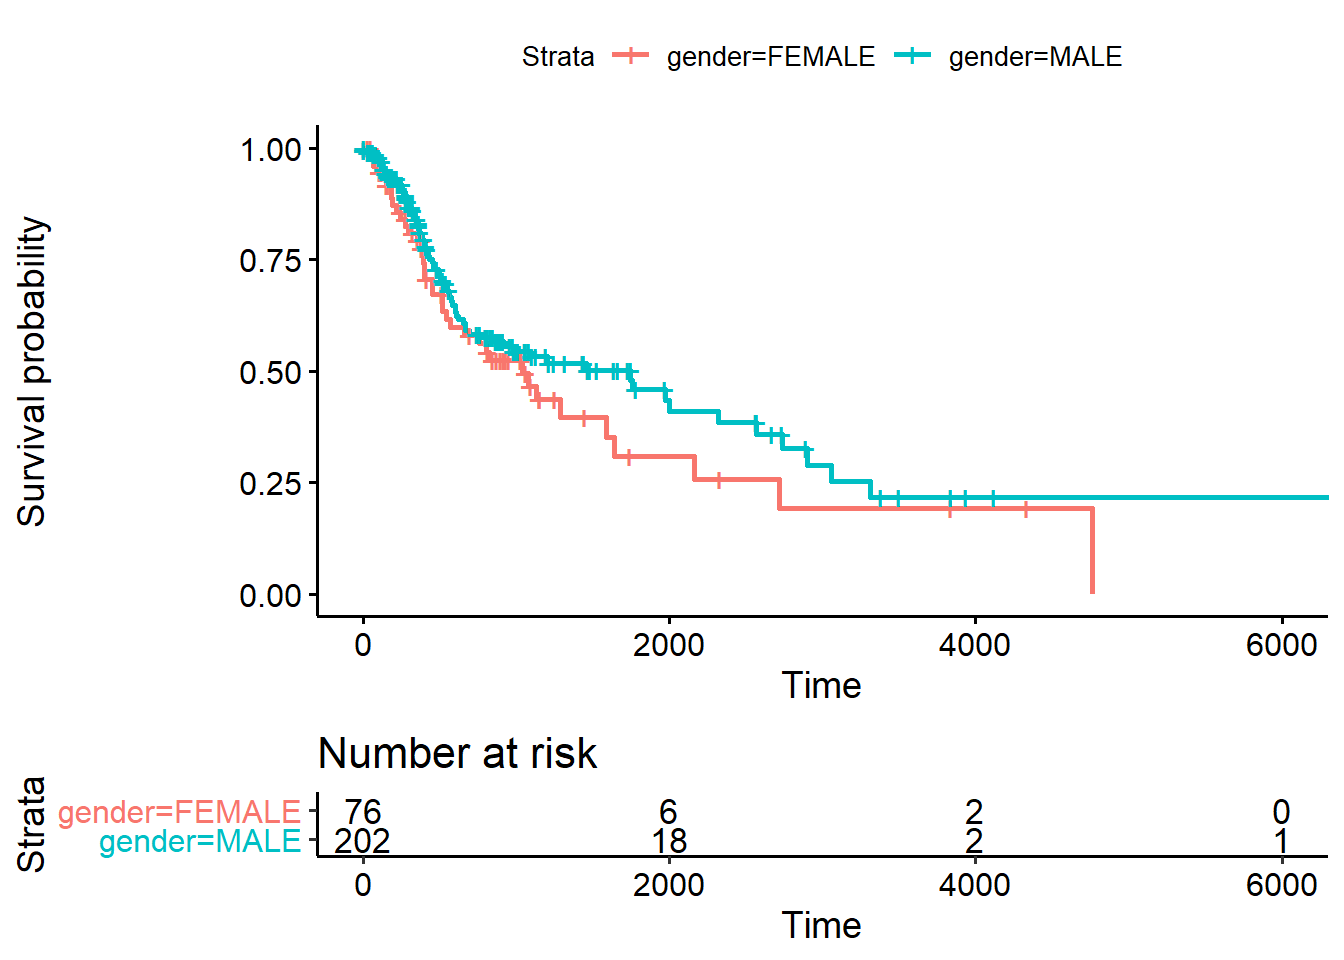 Strata gender=FEMALE gender=MALE
Survival probability
1.00
0.75
0.50
0.25
0.00
0 2000 4000 6000
Time
Number at risk
Strata
gender=FEMALE 76 6 2 0
gender=MALE 202 18 2 1
0 2000 4000 6000
Time